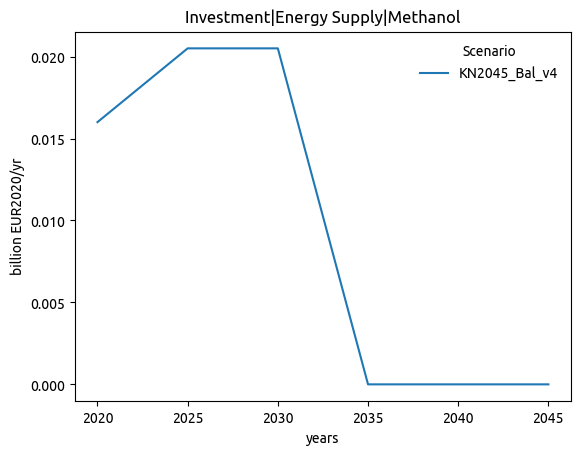 Investment|Energy Supply|Methanol
Scenario
KN2045_Bal_v4
billion EUR2020/yr
0.020
0.015
0.010
0.005
0.000
2020 2025 2030 2035 2040 2045
years